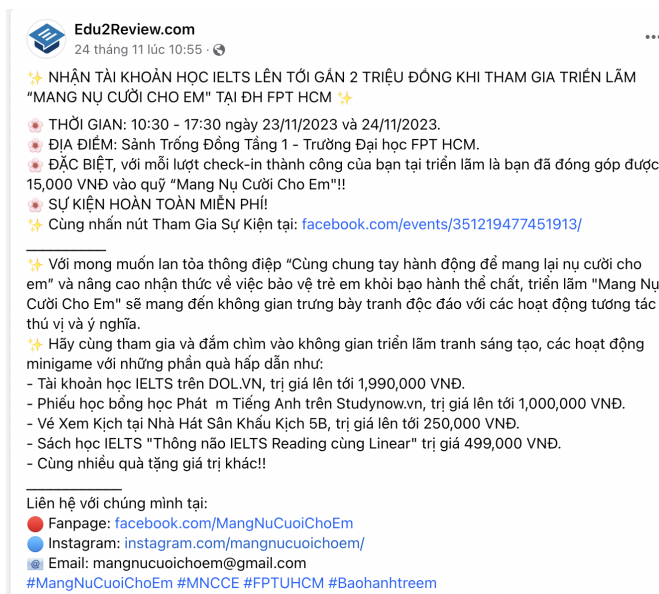 Edu2Review.com
24 tháng 11 lúc 10:55 ·
✨ NHẬN TÀI KHOẢN HỌC IELTS LÊN TỚI GẦN 2 TRIỆU ĐỒNG KHI THAM GIA TRIỂN LÃM
“MANG NỤ CƯỜI CHO EM" TẠI ĐH FPT HCM ✨
🌸 THỜI GIAN: 10:30 - 17:30 ngày 23/11/2023 và 24/11/2023.
🌸 ĐỊA ĐIỂM: Sảnh Trống Đồng Tầng 1 - Trường Đại học FPT HCM.
🌸 ĐẶC BIỆT, với mỗi lượt check-in thành công của bạn tại triển lãm là bạn đã đóng góp được
15,000 VNĐ vào quỹ “Mang Nụ Cười Cho Em"!!
🌸 SỰ KIỆN HOÀN TOÀN MIỄN PHÍ!
✨ Cùng nhấn nút Tham Gia Sự Kiện tại: facebook.com/events/351219477451913/
___________
✨ Với mong muốn lan tỏa thông điệp “Cùng chung tay hành động để mang lại nụ cười cho
em” và nâng cao nhận thức về việc bảo vệ trẻ em khỏi bạo hành thể chất, triển lãm "Mang Nụ
Cười Cho Em" sẽ mang đến không gian trưng bày tranh độc đáo với các hoạt động tương tác
thú vị và ý nghĩa.
✨ Hãy cùng tham gia và đắm chìm vào không gian triển lãm tranh sáng tạo, các hoạt động
minigame với những phần quà hấp dẫn như:
- Tài khoản học IELTS trên DOL.VN, trị giá lên tới 1,990,000 VNĐ.
- Phiếu học bổng học Phát  m Tiếng Anh trên Studynow.vn, trị giá lên tới 1,000,000 VNĐ.
- Vé Xem Kịch tại Nhà Hát Sân Khấu Kịch 5B, trị giá lên tới 250,000 VNĐ.
- Sách học IELTS "Thông não IELTS Reading cùng Linear" trị giá 499,000 VNĐ.
- Cùng nhiều quà tặng giá trị khác!!
_____________
Liên hệ với chúng mình tại:
🔴 Fanpage: facebook.com/MangNuCuoiChoEm
🔵 Instagram: instagram.com/mangnucuoichoem/
📧 Email: mangnucuoichoem@gmail.com
#MangNuCuoiChoEm #MNCCE #FPTUHCM #Baohanhtreem